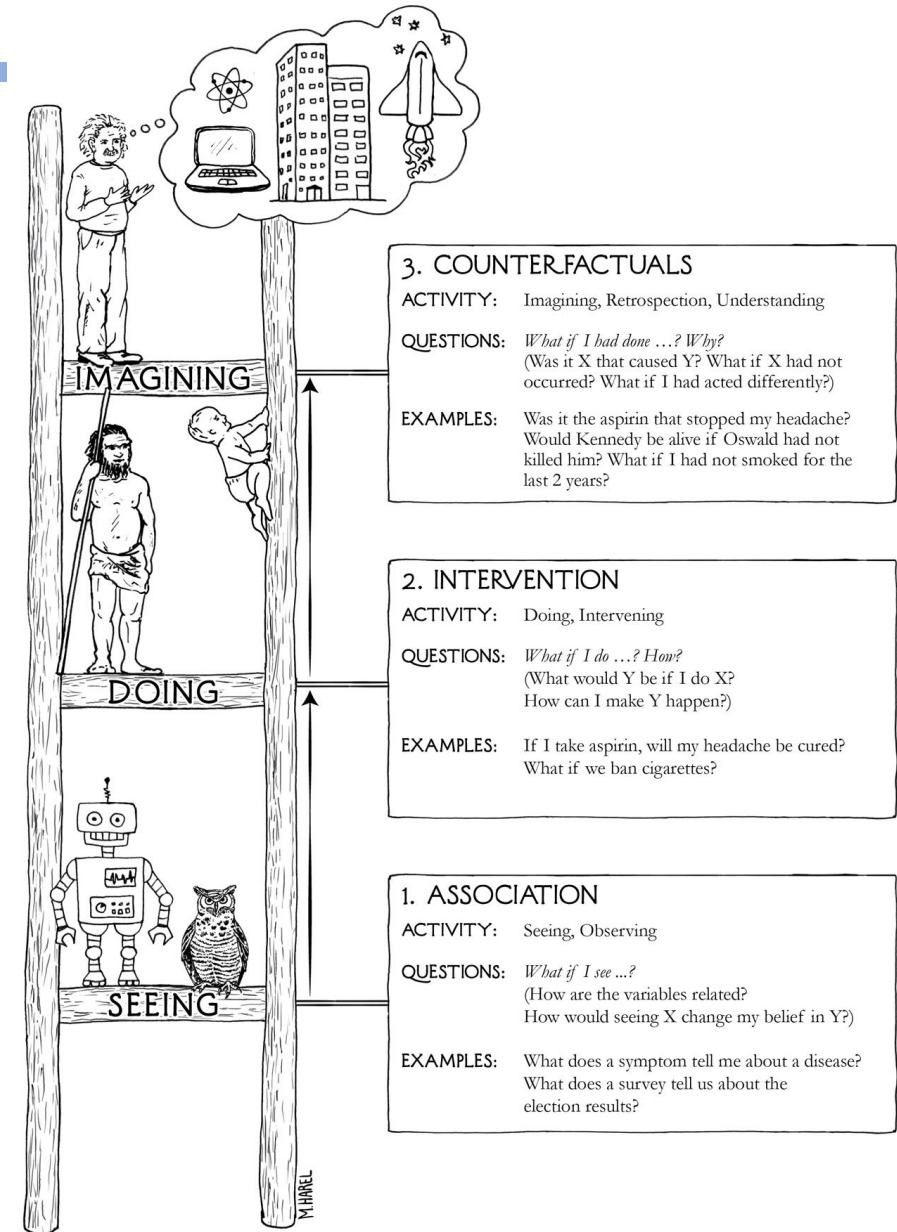 3. COUNTERFACTUALS
ACTIVITY: Imagining, Retrospection, Understanding
QUESTIONS: What if I had done …? Why?
(Was it X that caused Y? What if X had not
occurred? What if I had acted differently?)
EXAMPLES: Was it the aspirin that stopped my headache?
Would Kennedy be alive if Oswald had not
killed him? What if I had not smoked for the
last 2 years?
IMAGINING
2. INTERVENTION
ACTIVITY: Doing, Intervening
QUESTIONS: What if I do …? How?
(What would Y be if I do X?
How can I make Y happen?)
EXAMPLES: If I take aspirin, will my headache be cured?
What if we ban cigarettes?
DOING
1. ASSOCIATION
ACTIVITY: Seeing, Observing
QUESTIONS: What if I see ...?
(How are the variables related?
How would seeing X change my belief in Y?)
EXAMPLES: What does a symptom tell me about a disease?
What does a survey tell us about the
election results?
SEEING
M.HAREL